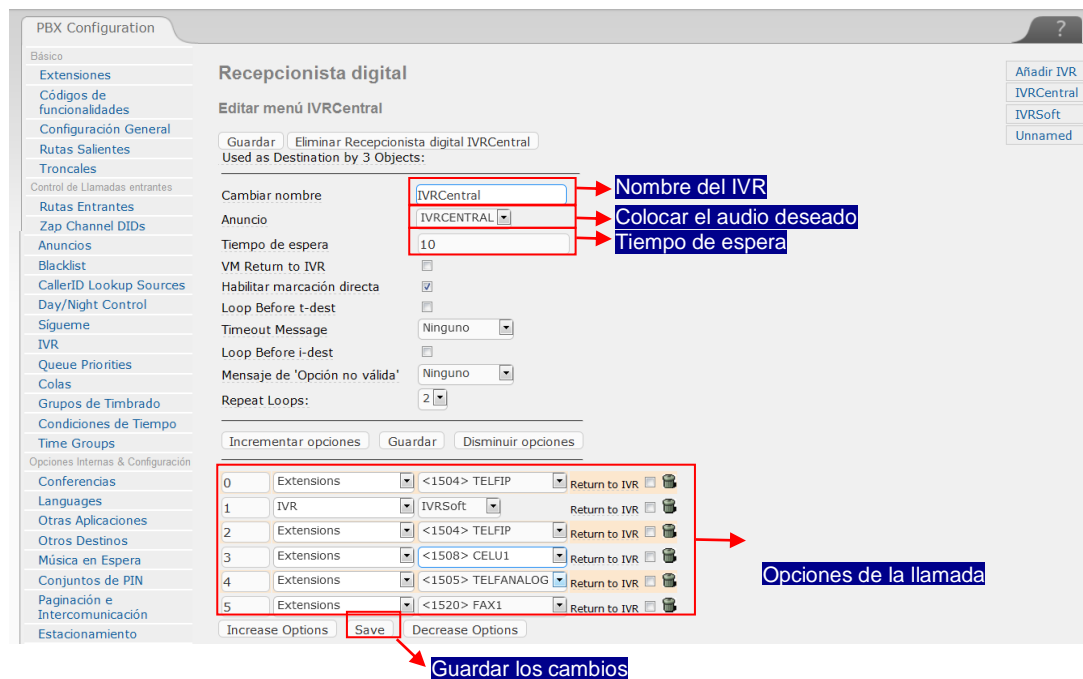 PBX Configuration
?
Básico
Extensiones
Códigos de
funcionalidades
Configuración General
Rutas Salientes
Troncales
Control de Llamadas entrantes
Rutas Entrantes
Zap Channel DIDs
Anuncios
Blacklist
CallerID Lookup Sources
Day/Night Control
Sígueme
IVR
Queue Priorities
Colas
Grupos de Timbrado
Condiciones de Tiempo
Time Groups
Opciones Internas & Configuración
Conferencias
Languages
Otras Aplicaciones
Otros Destinos
Música en Espera
Conjuntos de PIN
Paginación e
Intercomunicación
Estacionamiento
Recepcionista digital
Editar menú IVRCentral
Guardar Eliminar Recepcionista digital IVRCentral
Used as Destination by 3 Objects:
Cambiar nombre IVRCentral Nombre del IVR
Anuncio IVRCENTRAL Colocar el audio deseado
Tiempo de espera 10 Tiempo de espera
VM Return to IVR
Habilitar marcación directa
Loop Before t-dest
Timeout Message Ninguno
Loop Before i-dest
Mensaje de 'Opción no válida' Ninguno
Repeat Loops: 2
Incrementar opciones Guardar Disminuir opciones
0 Extensions <1504> TELFIP Return to IVR
1 IVR IVRSoft Return to IVR
2 Extensions <1504> TELFIP Return to IVR
3 Extensions <1508> CELU1 Return to IVR
4 Extensions <1505> TELFANALOG Return to IVR
5 Extensions <1520> FAX1 Return to IVR
Opciones de la llamada
Increase Options Save Decrease Options
Guardar los cambios
Añadir IVR
IVRCentral
IVRSoft
Unnamed